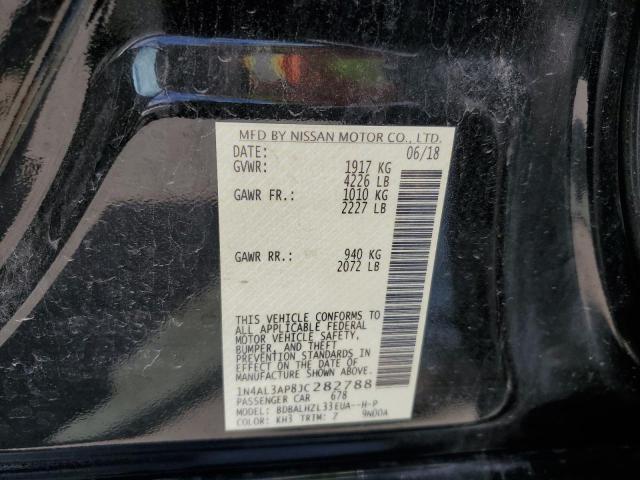 MFD BY NISSAN MOTOR CO., LTD.
DATE: 06/18
GVWR: 1917 KG
4226 LB
GAWR FR.: 1010 KG
2227 LB
GAWR RR.: 940 KG
2072 LB
THIS VEHICLE CONFORMS TO
ALL APPLICABLE FEDERAL
MOTOR VEHICLE SAFETY,
BUMPER, AND THEFT
PREVENTION STANDARDS
IN EFFECT ON THE DATE OF
MANUFACTURE SHOWN ABOVE.
1N4AL3AP8JC282788
PASSENGER CAR 678
MODEL: BDBALHZL33EUA--H-P
COLOR: KH3 TRIM: Z 9N00A